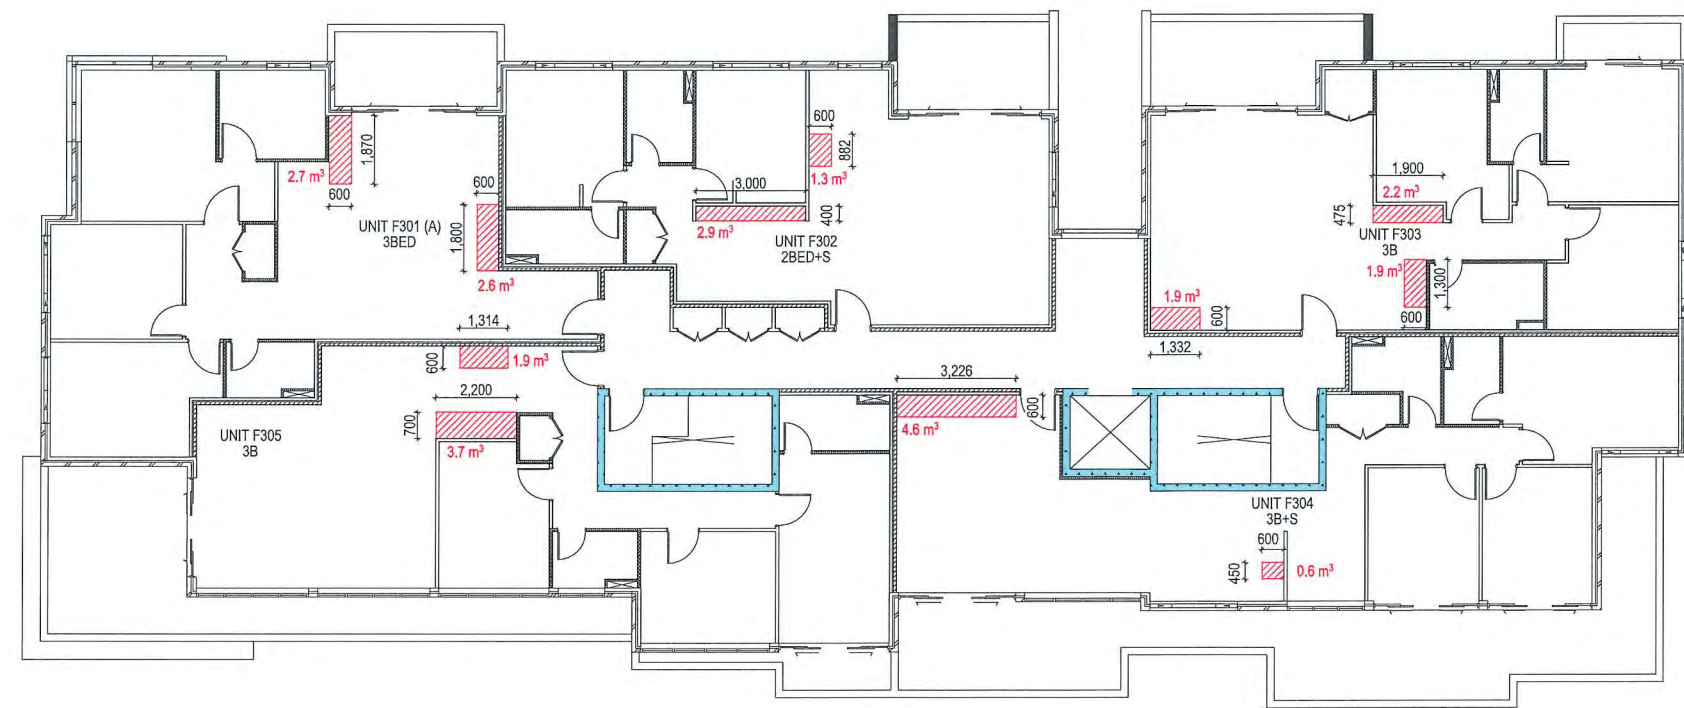 600
882
1.3 m³
1,870
2.7 m³
600
600
1,800
UNIT F301 (A)
3BED
2.6 m³
3,000
400
2.9 m³
UNIT F302
2BED+S
1,900
2.2 m³
475
UNIT F303
3B
1.9 m³
1,300
600
1.9 m³
600
1,332
1,314
600
1.9 m³
2,200
700
3.7 m³
UNIT F305
3B
3,226
600
4.6 m³
UNIT F304
3B+S
600
450
0.6 m³